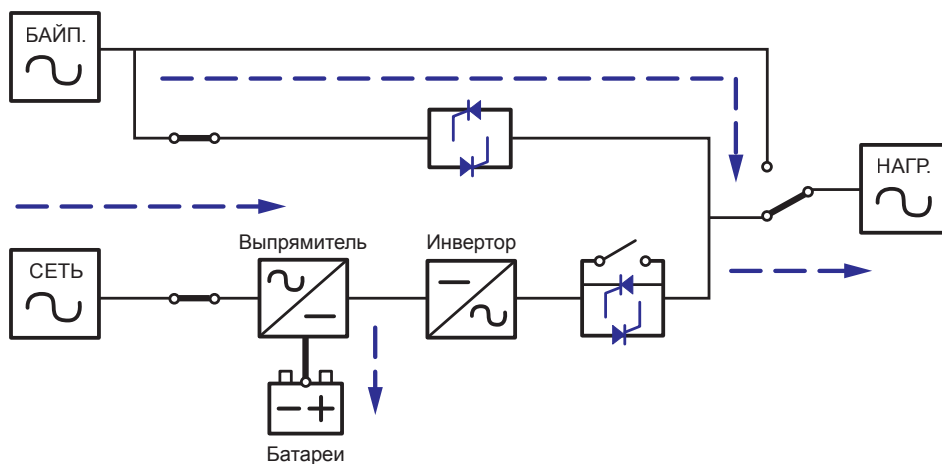 БАЙП.
НАГР.
СЕТЬ
Выпрямитель
Инвертор
Батареи